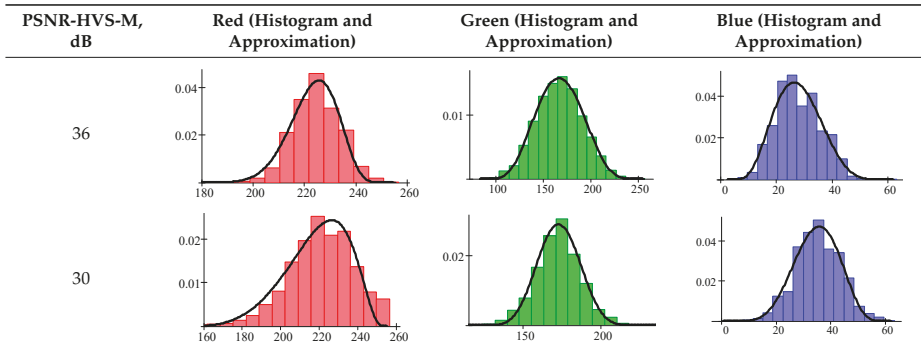 PSNR-HVS-M, dB
Red (Histogram and Approximation)
Green (Histogram and Approximation)
Blue (Histogram and Approximation)
36
0.04
0.02
180 200 220 240 260
0.01
100 150 200 250
0.04
0.02
0 20 40 60
30
0.02
0.01
160 180 200 220 240 260
0.02
150 200
0.04
0.02
0 20 40 60